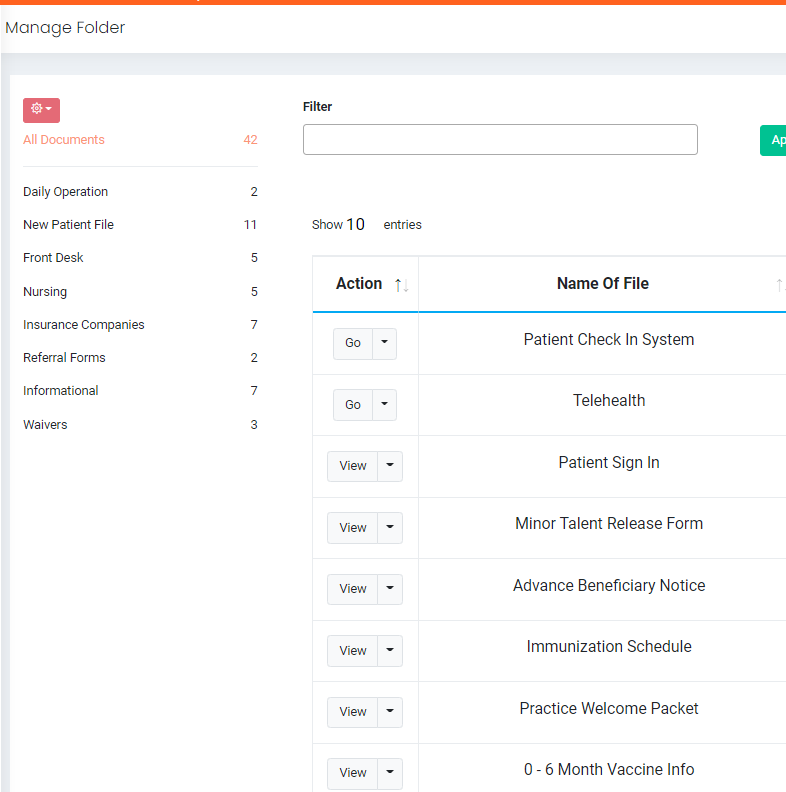 Manage Folder
All Documents 42
Daily Operation 2
New Patient File 11
Front Desk 5
Nursing 5
Insurance Companies 7
Referral Forms 2
Informational 7
Waivers 3
Filter
Ap
Show 10 entries
Action Name Of File
Go Patient Check In System
Go Telehealth
View Patient Sign In
View Minor Talent Release Form
View Advance Beneficiary Notice
View Immunization Schedule
View Practice Welcome Packet
View 0 - 6 Month Vaccine Info